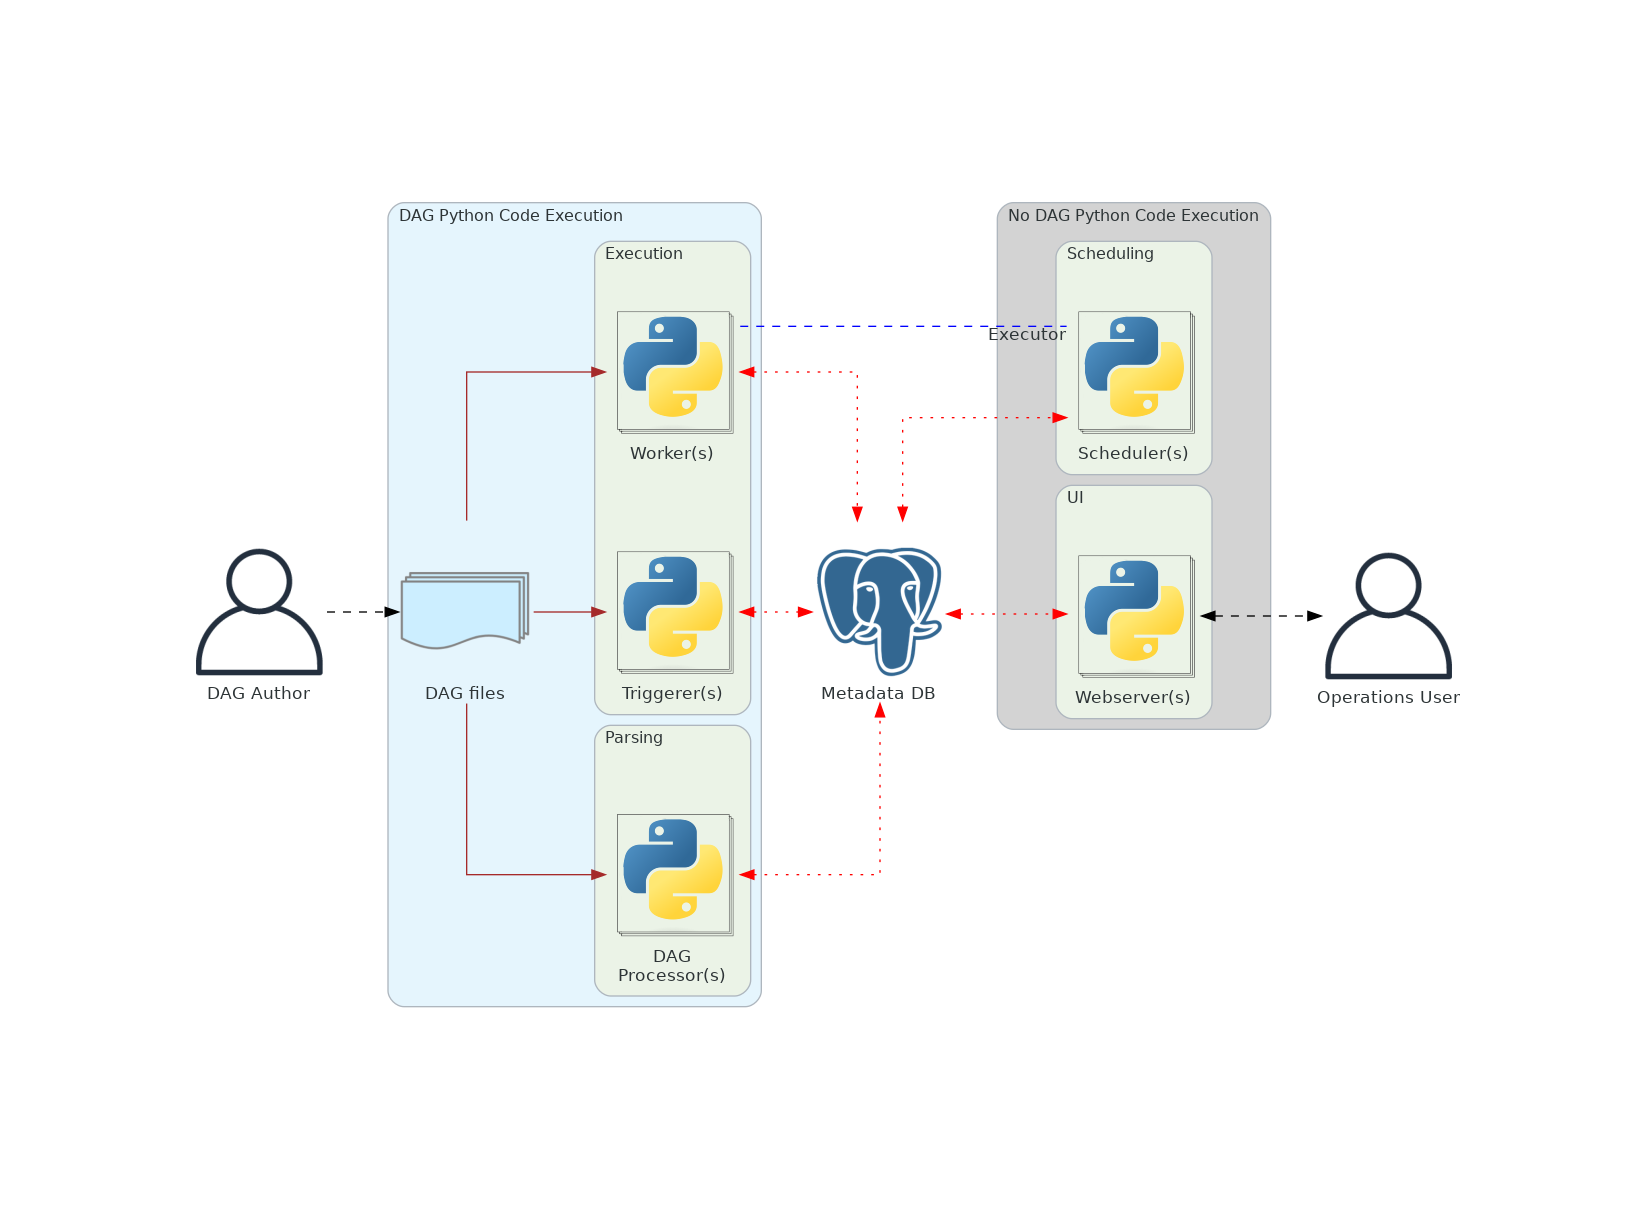 DAG Python Code Execution
No DAG Python Code Execution
Execution
Scheduling
Executor
Worker(s)
Scheduler(s)
UI
DAG Author
DAG files
Triggerer(s)
Metadata DB
Webserver(s)
Operations User
Parsing
DAG
Processor(s)